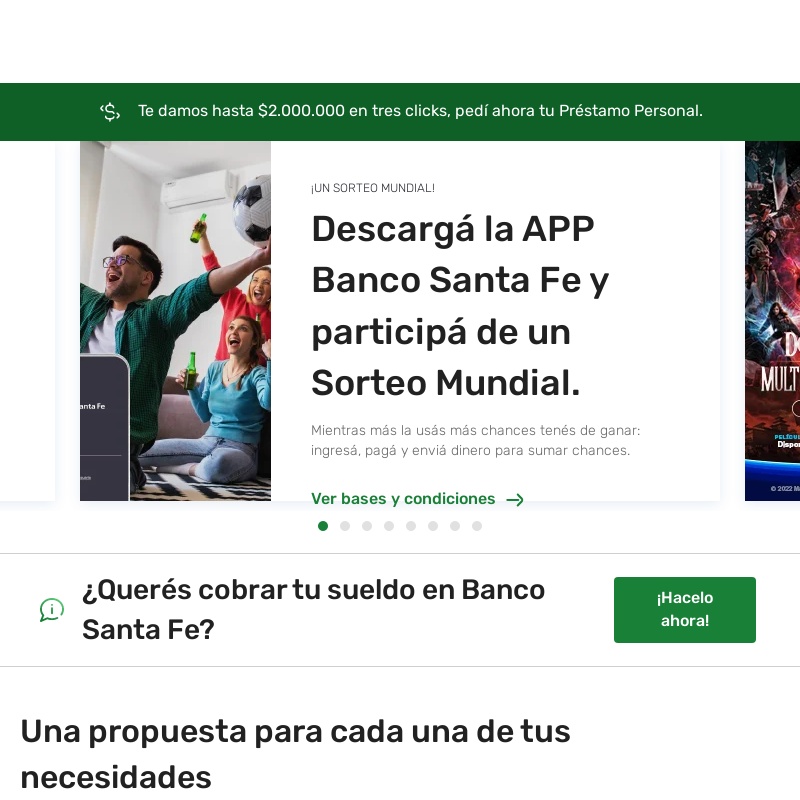 Te damos hasta $2.000.000 en tres clicks, pedí ahora tu Préstamo Personal.
¡UN SORTEO MUNDIAL!
Descargá la APP
Banco Santa Fe y
participá de un
Sorteo Mundial.
Mientras más la usás más chances tenés de ganar:
ingresá, pagá y enviá dinero para sumar chances.
Ver bases y condiciones
anta Fe
MULT
© 2022 M
¿Querés cobrar tu sueldo en Banco
Santa Fe?
¡Hacelo
ahora!
Una propuesta para cada una de tus
necesidades